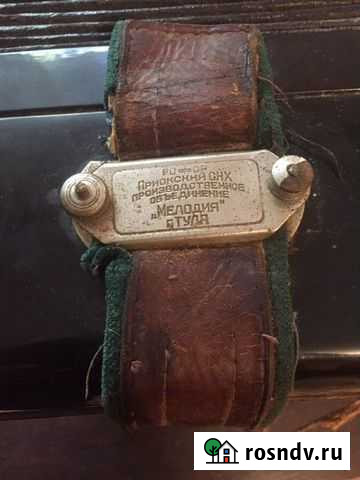 Приокский СНХ
производственное
объединение
„Мелодия"
г.Тула
rosndv.ru